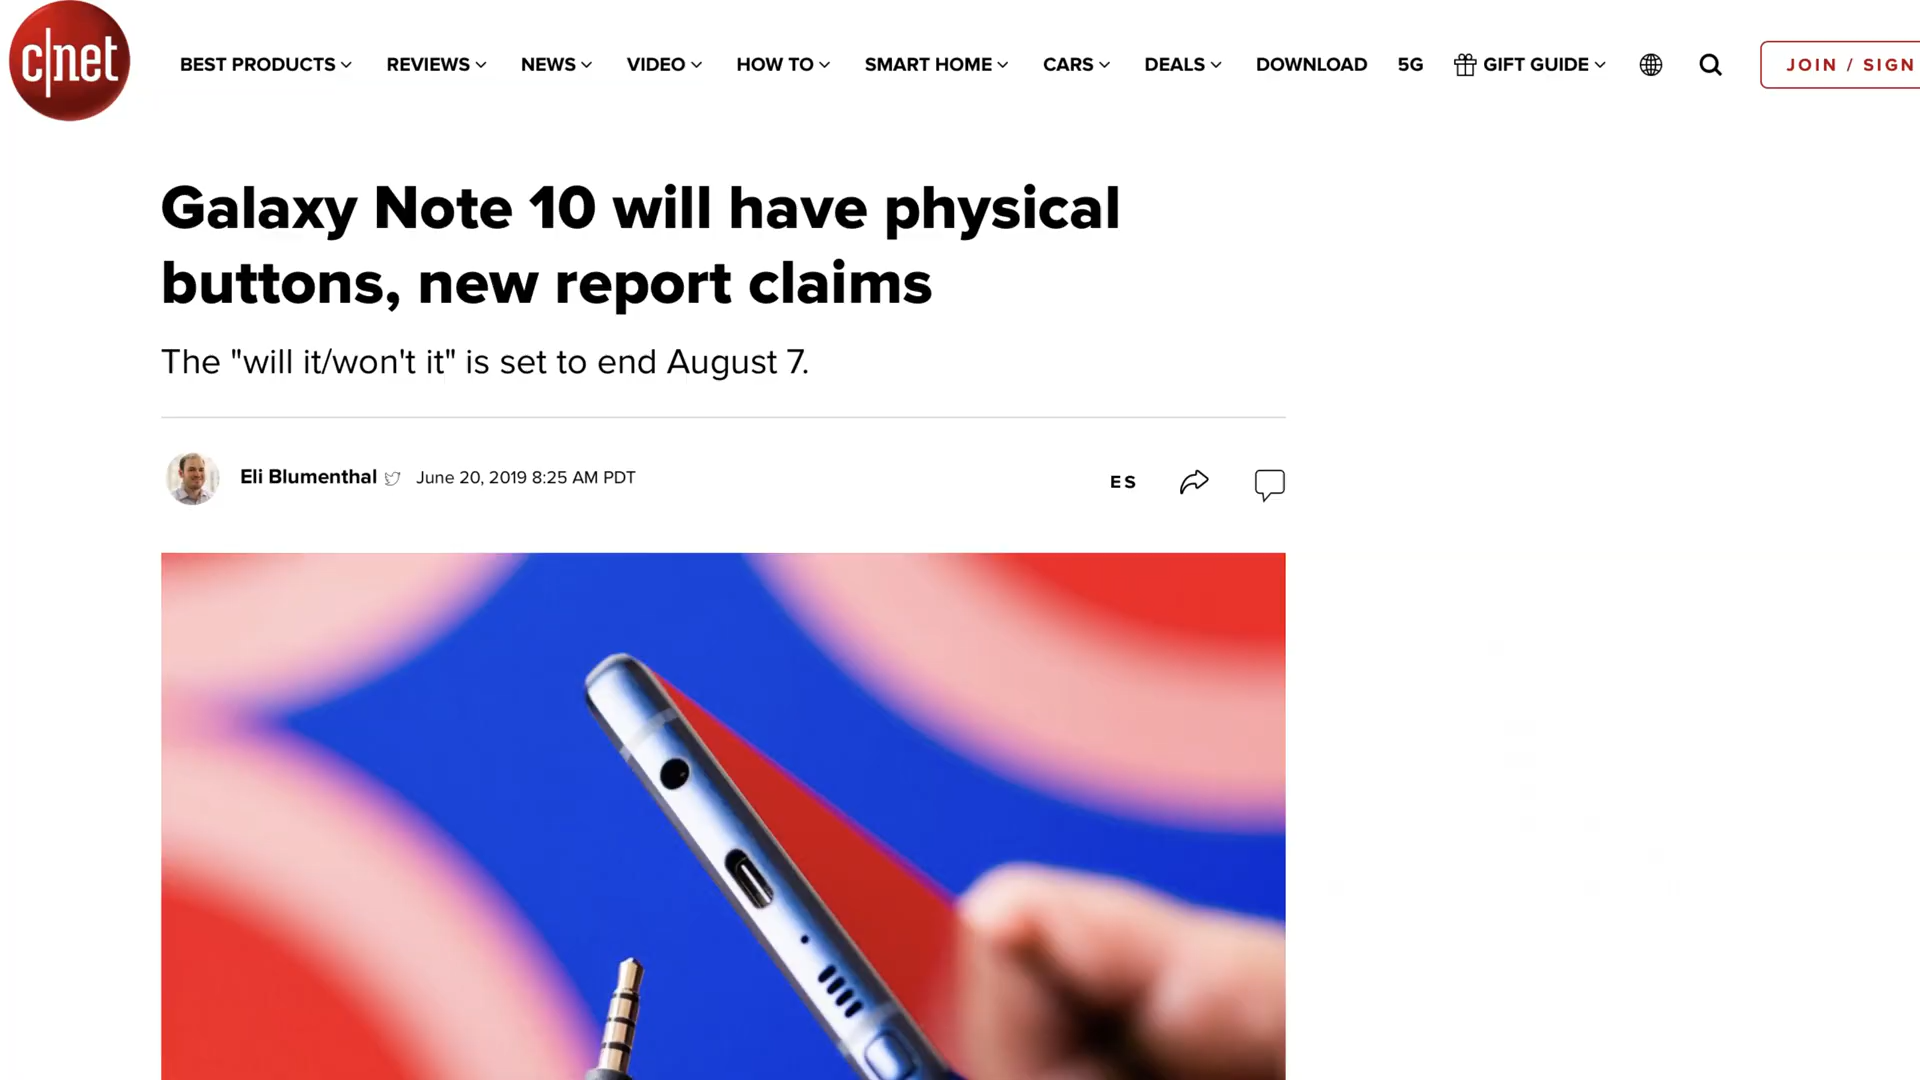 c|net
BEST PRODUCTS REVIEWS NEWS VIDEO HOW TO SMART HOME CARS DEALS DOWNLOAD 5G GIFT GUIDE JOIN / SIGN
Galaxy Note 10 will have physical
buttons, new report claims
The "will it/won't it" is set to end August 7.
Eli Blumenthal June 20, 2019 8:25 AM PDT
ES